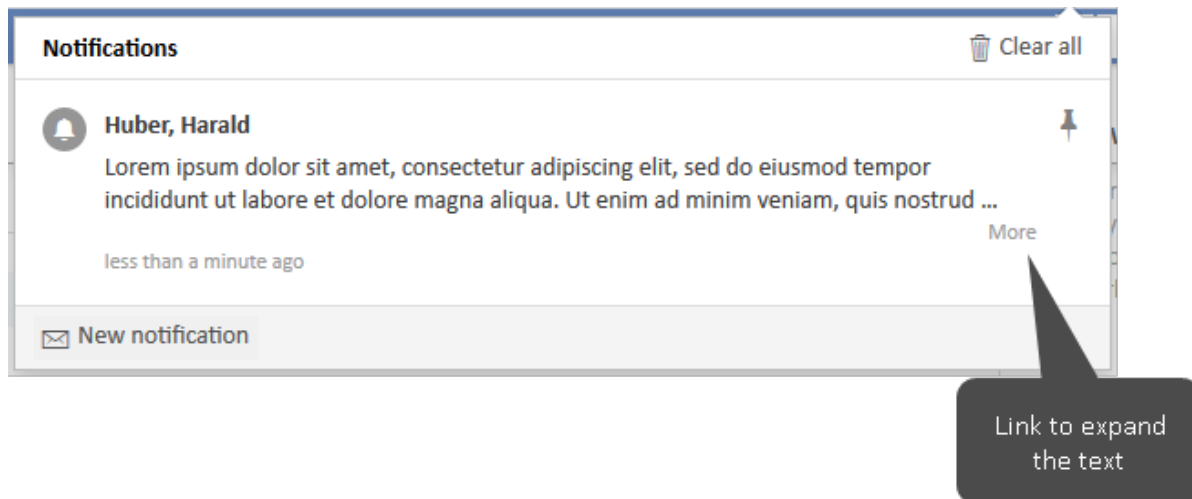 Notifications
Clear all
Huber, Harald
Lorem ipsum dolor sit amet, consectetur adipiscing elit, sed do eiusmod tempor
incididunt ut labore et dolore magna aliqua. Ut enim ad minim veniam, quis nostrud ...
More
less than a minute ago
New notification
Link to expand
the text